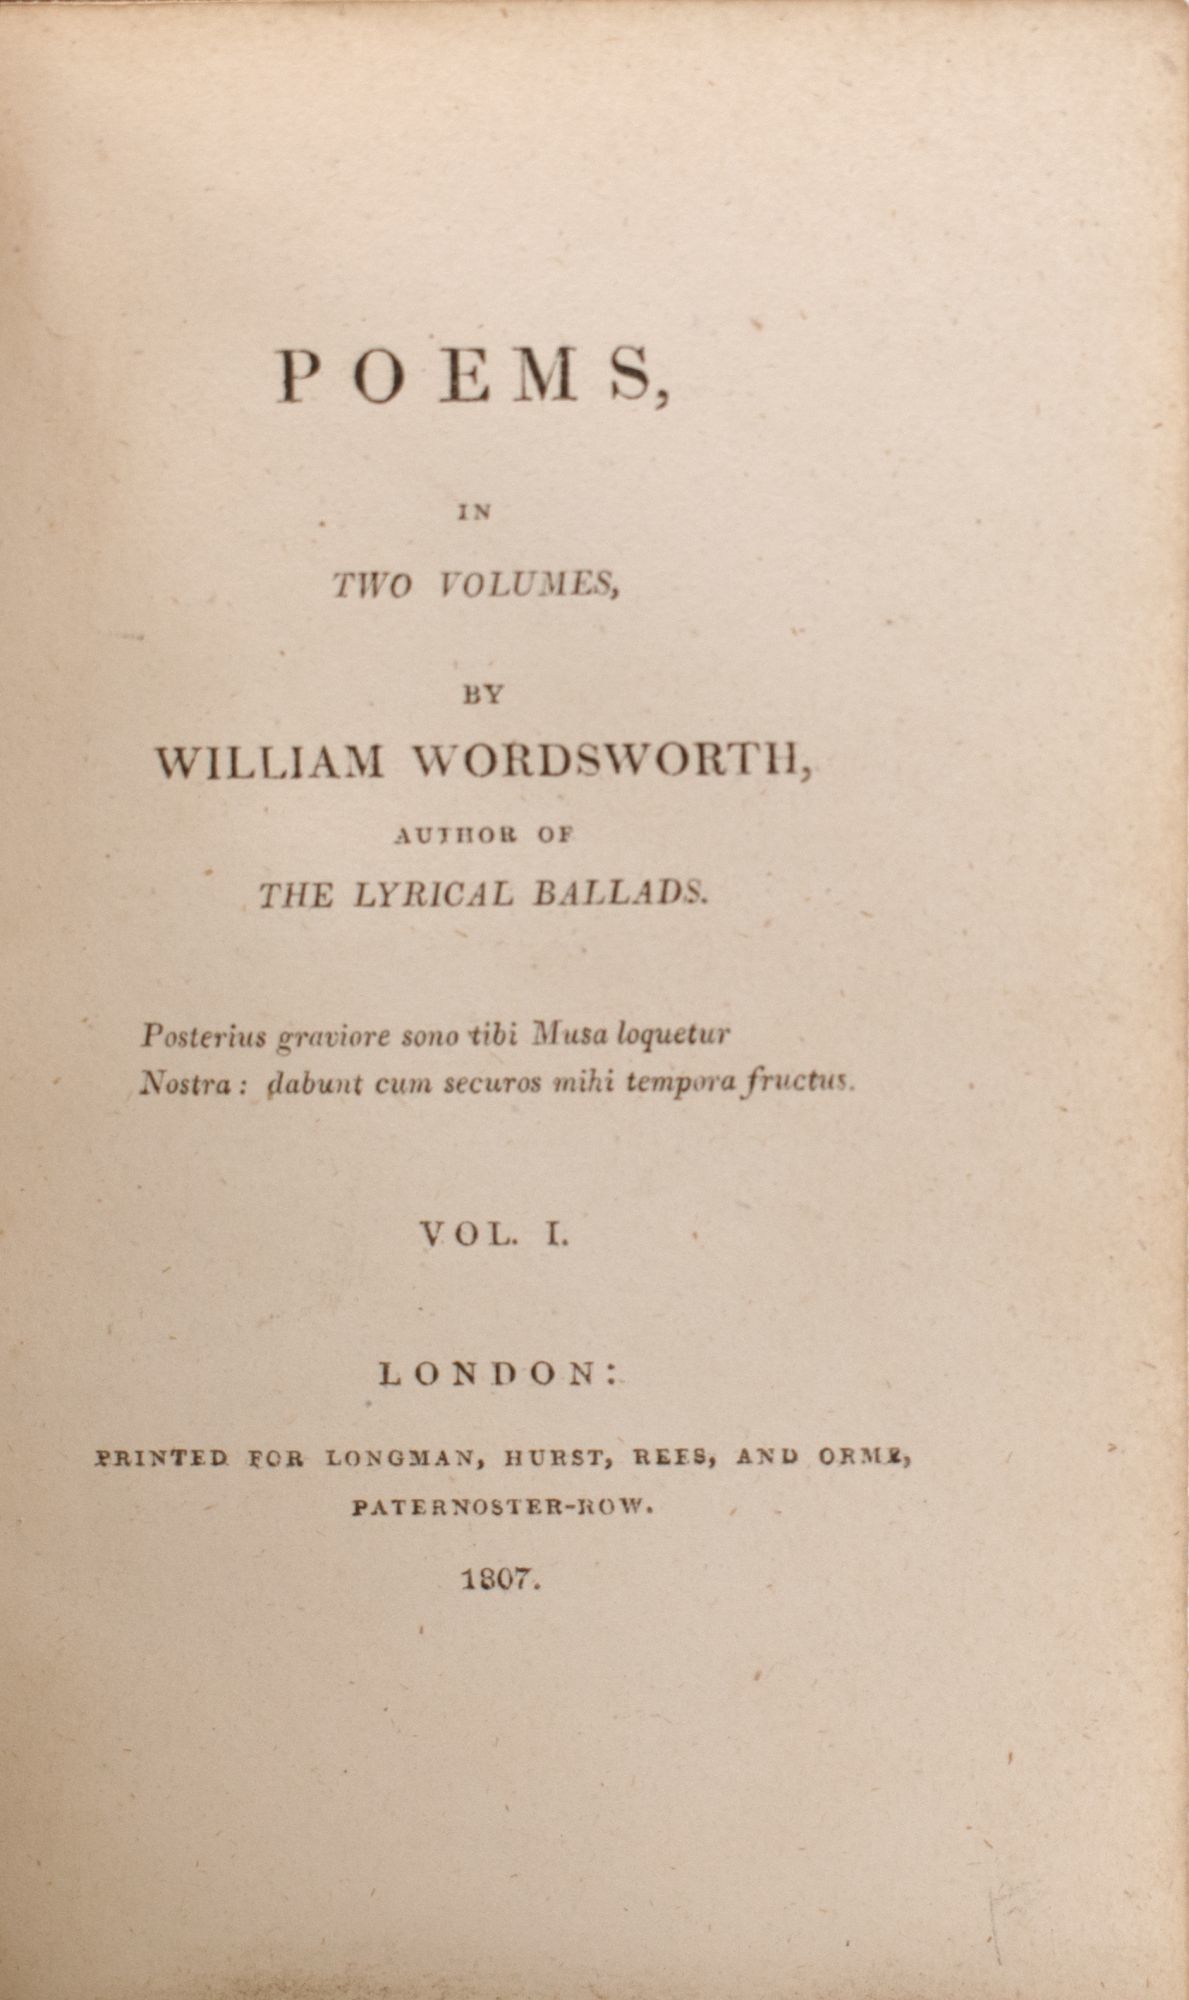 POEMS,
IN
TWO VOLUMES,
BY
WILLIAM WORDSWORTH,
AUTHOR OF
THE LYRICAL BALLADS.
Posterius graviore sono tibi Musa loquetur
Nostra: dabunt cum securos mihi tempora fructus.
VOL. I.
LONDON:
PRINTED FOR LONGMAN, HURST, REES, AND ORME,
PATERNOSTER-ROW.
1807.